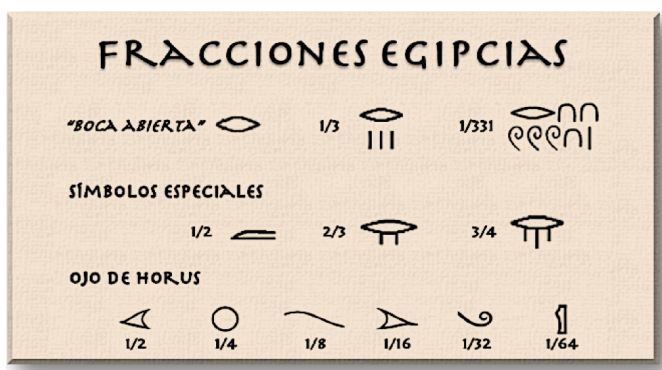 FRACCIONES EGIPCIAS
"BOCA ABIERTA" 1/3 1/331
SÍMBOLOS ESPECIALES
1/2 2/3 3/4
OJO DE HORUS
1/2 1/4 1/8 1/16 1/32 1/64